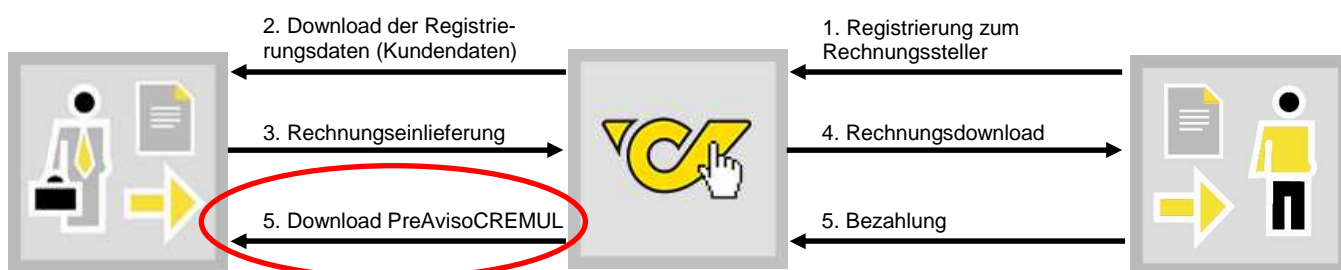 2. Download der Registrie-
rungsdaten (Kundendaten)
1. Registrierung zum
Rechnungssteller
3. Rechnungseinlieferung
4. Rechnungsdownload
5. Download PreAvisoCREMUL
5. Bezahlung